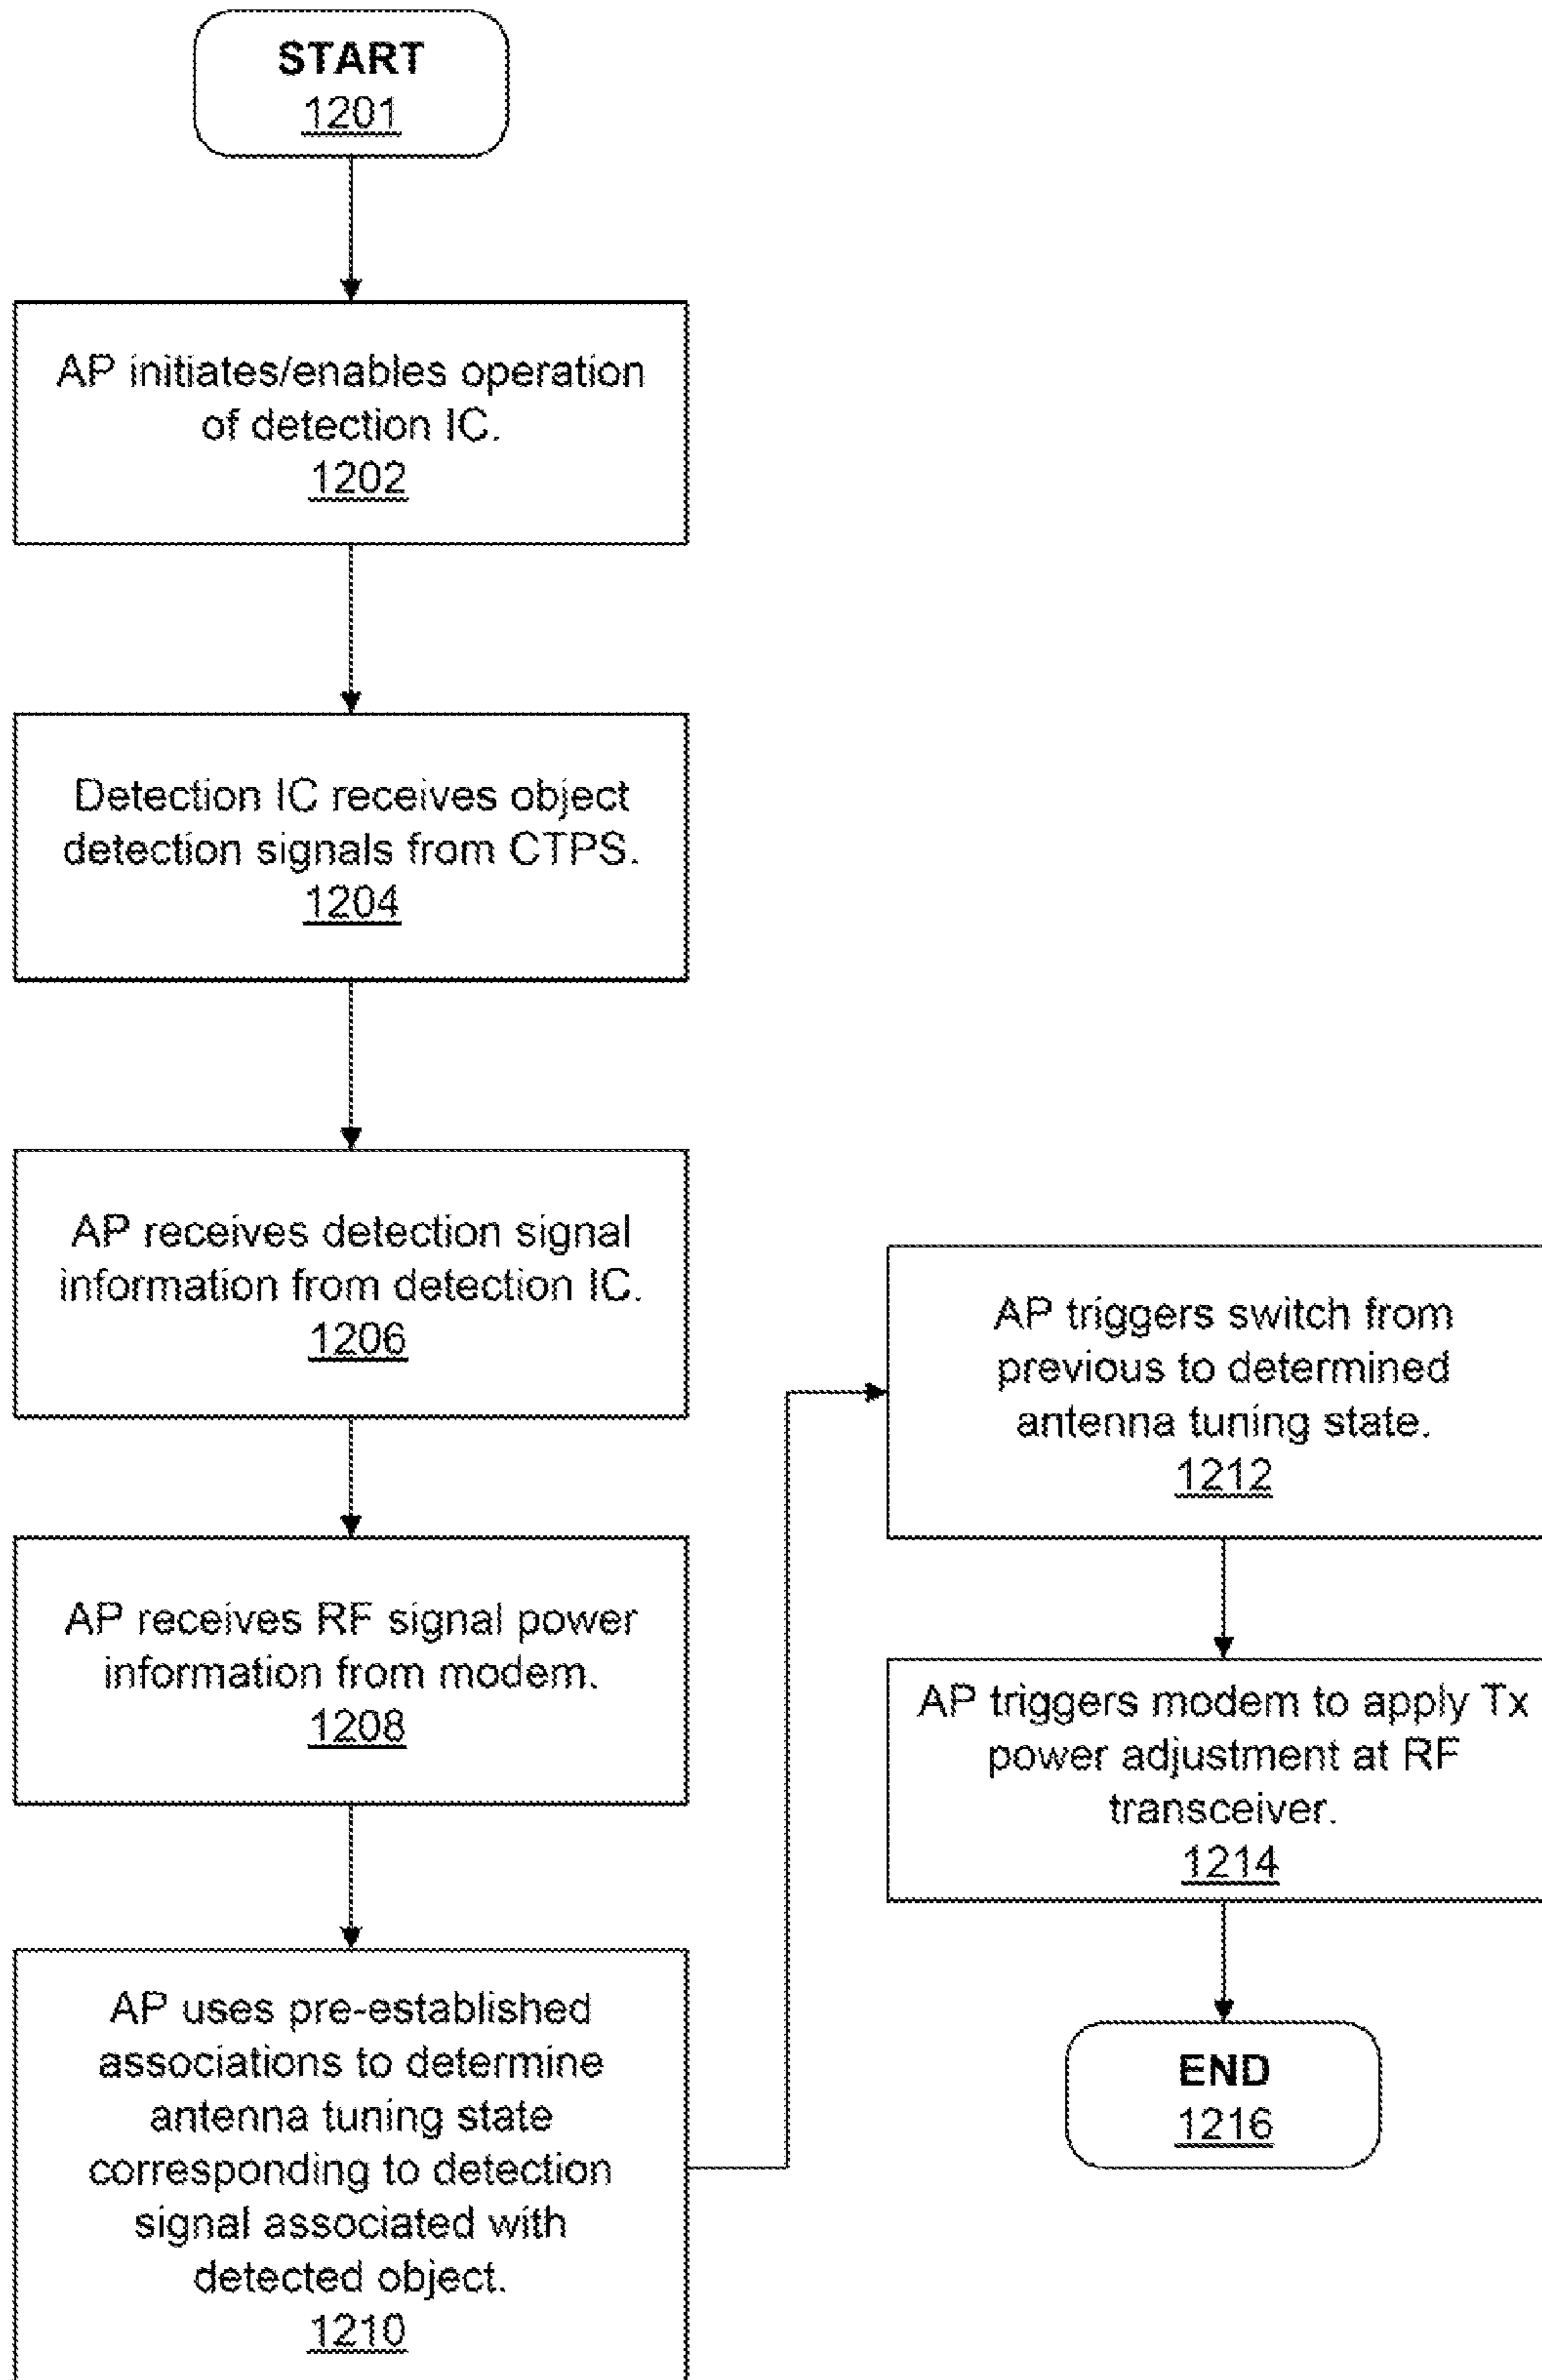 START
1201
AP initiates/enables operation
of detection IC.
1202
Detection IC receives object
detection signals from CTPS.
1204
AP receives detection signal
information from detection IC.
1206
AP receives RF signal power
information from modem.
1208
AP uses pre-established
associations to determine
antenna tuning state
corresponding to detection
signal associated with
detected object.
1210
AP triggers switch from
previous to determined
antenna tuning state.
1212
AP triggers modem to apply Tx
power adjustment at RF
transceiver.
1214
END
1216